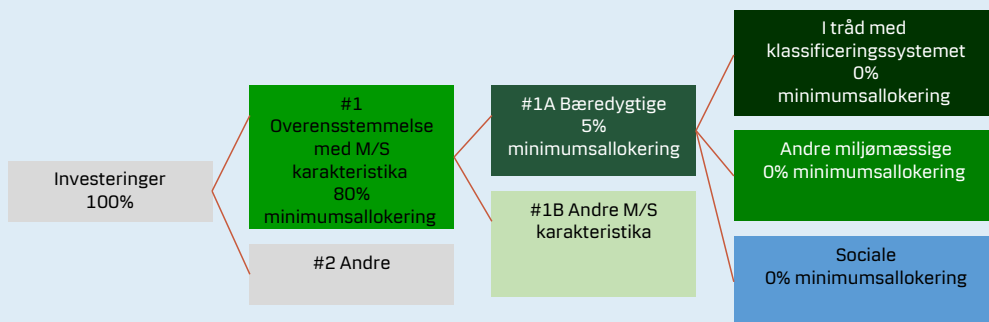 Investeringer
100%
#1
Overensstemmelse
med M/S
karakteristika
80%
minimumsallokering
#2 Andre
#1A Bæredygtige
5%
minimumsallokering
#1B Andre M/S
karakteristika
I tråd med
klassificeringssystemet
0%
minimumsallokering
Andre miljømæssige
0% minimumsallokering
Sociale
0% minimumsallokering